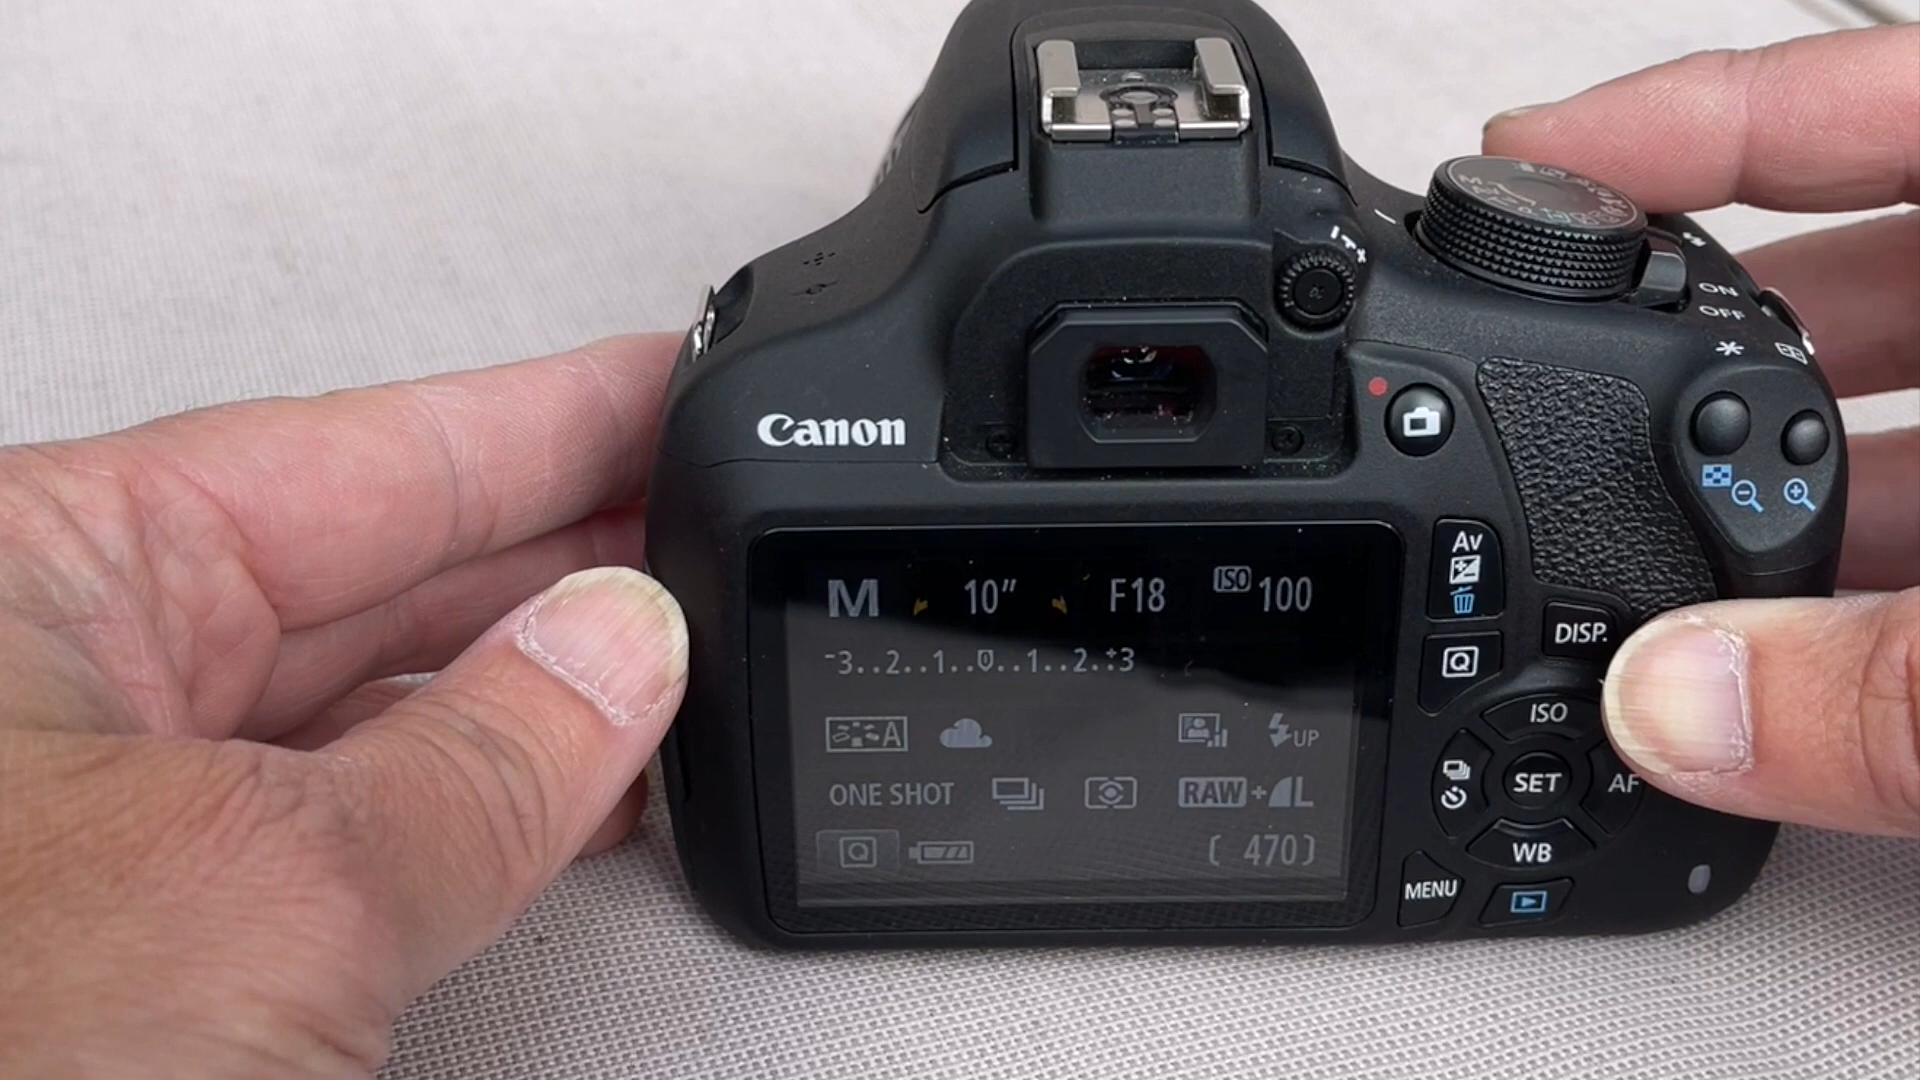 ON
OFF
Canon
Av
M 10" F18 ISO 100
-3..2..1..0..1..2.:+3
DISP.
Q
A UP
ISO
ONE SHOT RAW+L
SET AF
Q (470)
WB
MENU